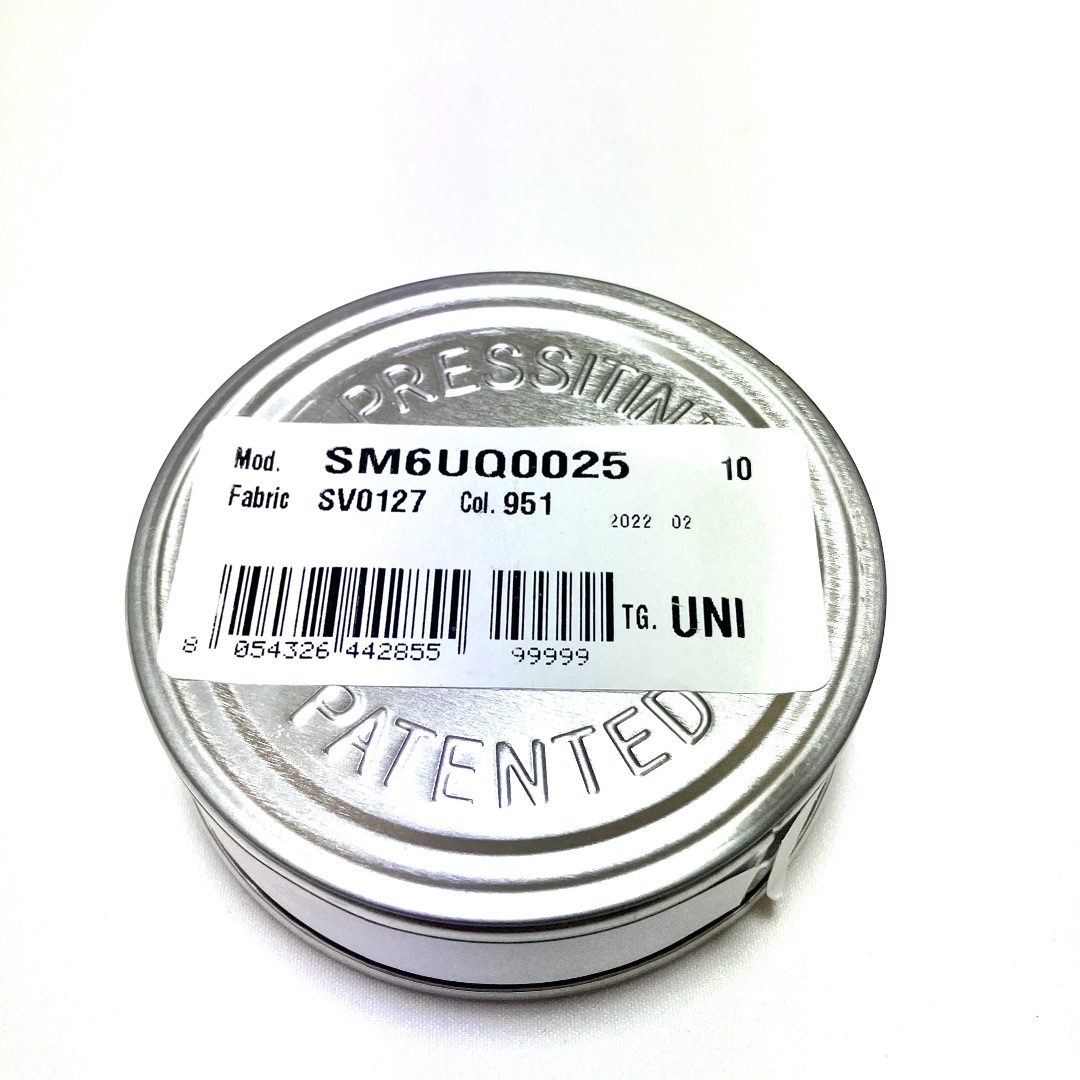 PRESSITIN
Mod. SM6UQ0025 10
Fabric SV0127 Col. 951
2022 02
TG. UNI
8 054326 442855 99999
PATENTED